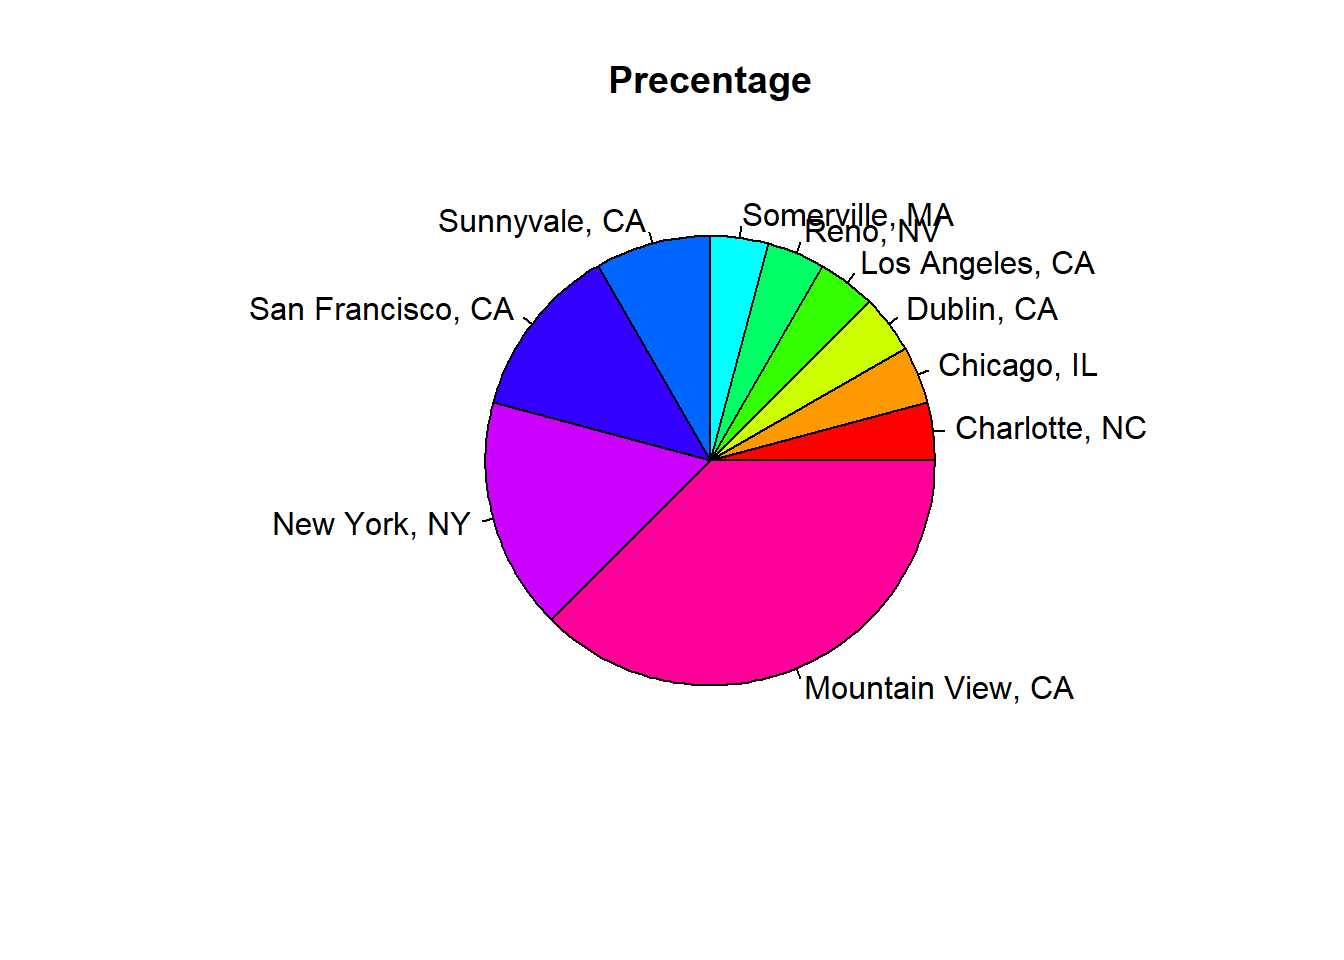 Precentage
Somerville, MA
Sunnyvale, CA
Reno, NV
Los Angeles, CA
San Francisco, CA
Dublin, CA
Chicago, IL
Charlotte, NC
New York, NY
Mountain View, CA